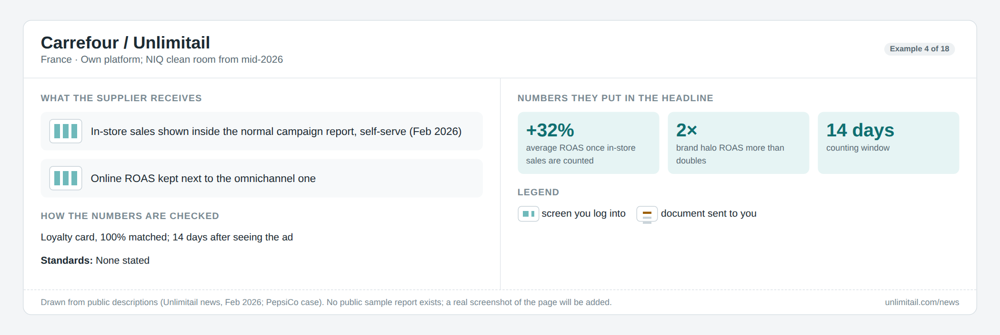 Carrefour / Unlimitail
France · Own platform; NIQ clean room from mid-2026
Example 4 of 18
WHAT THE SUPPLIER RECEIVES
In-store sales shown inside the normal campaign report, self-serve (Feb 2026)
Online ROAS kept next to the omnichannel one
HOW THE NUMBERS ARE CHECKED
Loyalty card, 100% matched; 14 days after seeing the ad
Standards: None stated
NUMBERS THEY PUT IN THE HEADLINE
+32%
average ROAS once in-store
sales are counted
2×
brand halo ROAS more than
doubles
14 days
counting window
LEGEND
screen you log into
document sent to you
Drawn from public descriptions (Unlimitail news, Feb 2026; PepsiCo case). No public sample report exists; a real screenshot of the page will be added.
unlimitail.com/news